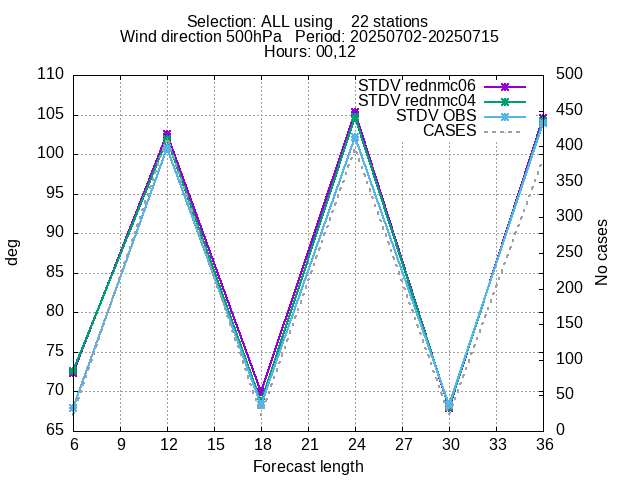 Selection: ALL using    22 stations
Wind direction 500hPa   Period: 20250702-20250715
Hours: 00,12
110 500
STDV rednmc06
STDV rednmc04
STDV OBS
CASES
105 450
100 400
95 350
90 300
85 250
80 200
75 150
70 100
65 50
0
deg
No cases
6 9 12 15 18 21 24 27 30 33 36
Forecast length